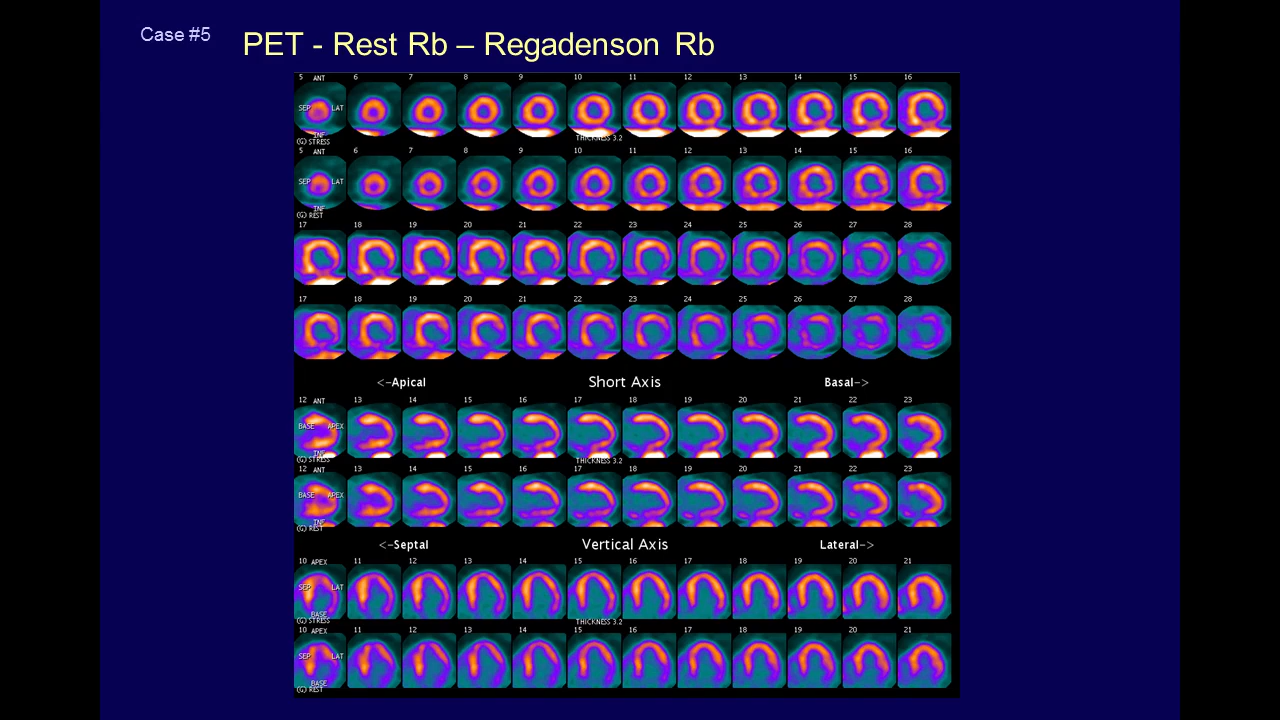 Case #5
PET - Rest Rb – Regadenson Rb
5 ANT 6 7 8 9 10 11 12 13 14 15 16
SEP LAT
INF
(G) STRESS THICKNESS 3.2
5 ANT 6 7 8 9 10 11 12 13 14 15 16
SEP LAT
INF
(G) REST
17 18 19 20 21 22 23 24 25 26 27 28
17 18 19 20 21 22 23 24 25 26 27 28
<-Apical Short Axis Basal->
12 ANT 13 14 15 16 17 18 19 20 21 22 23
BASE APEX
INF
(G) STRESS THICKNESS 3.2
12 ANT 13 14 15 16 17 18 19 20 21 22 23
BASE APEX
INF
(G) REST
<-Septal Vertical Axis Lateral->
10 APEX 11 12 13 14 15 16 17 18 19 20 21
SEP LAT
BASE
(G) STRESS THICKNESS 3.2
10 APEX 11 12 13 14 15 16 17 18 19 20 21
SEP LAT
BASE
(G) REST